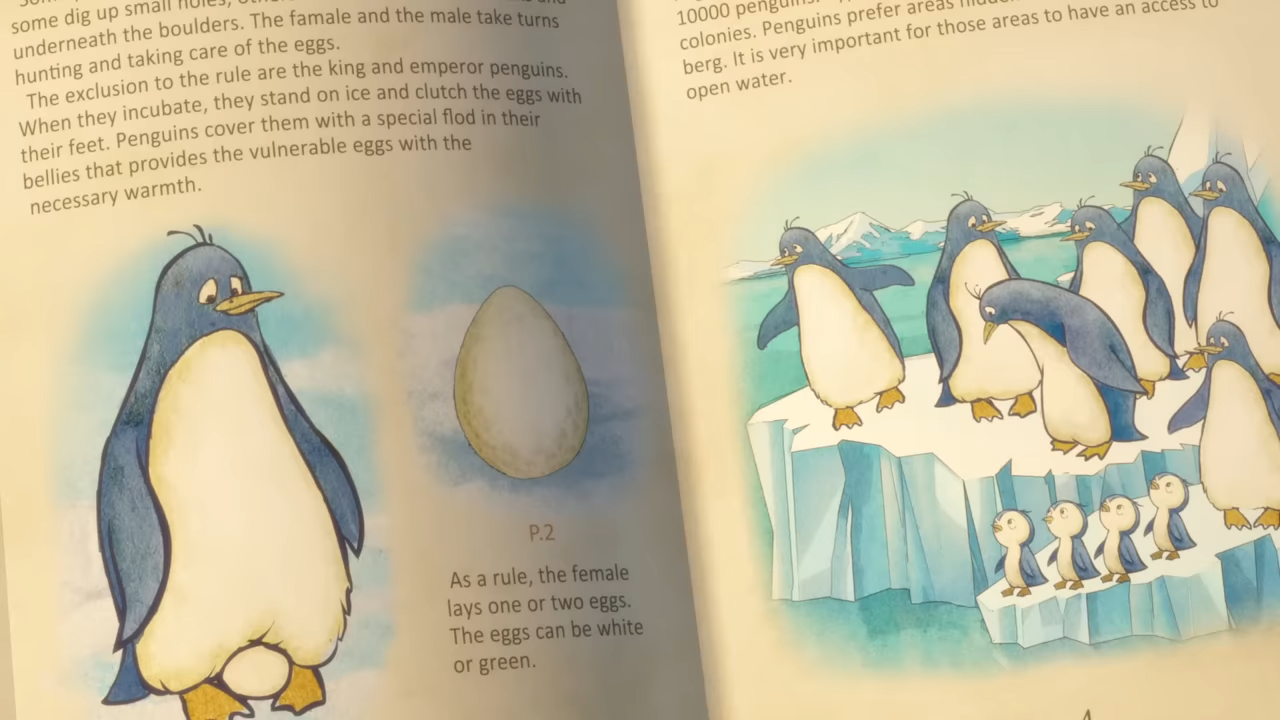 some dig up small holes,
underneath the boulders. The famale and the male take turns
hunting and taking care of the eggs.
The exclusion to the rule are the king and emperor penguins.
When they incubate, they stand on ice and clutch the eggs with
their feet. Penguins cover them with a special flod in their
bellies that provides the vulnerable eggs with the
necessary warmth.
P.2
As a rule, the female
lays one or two eggs.
The eggs can be white
or green.
10000 penguins.
colonies. Penguins prefer areas
berg. It is very important for those areas to have an access to
open water.